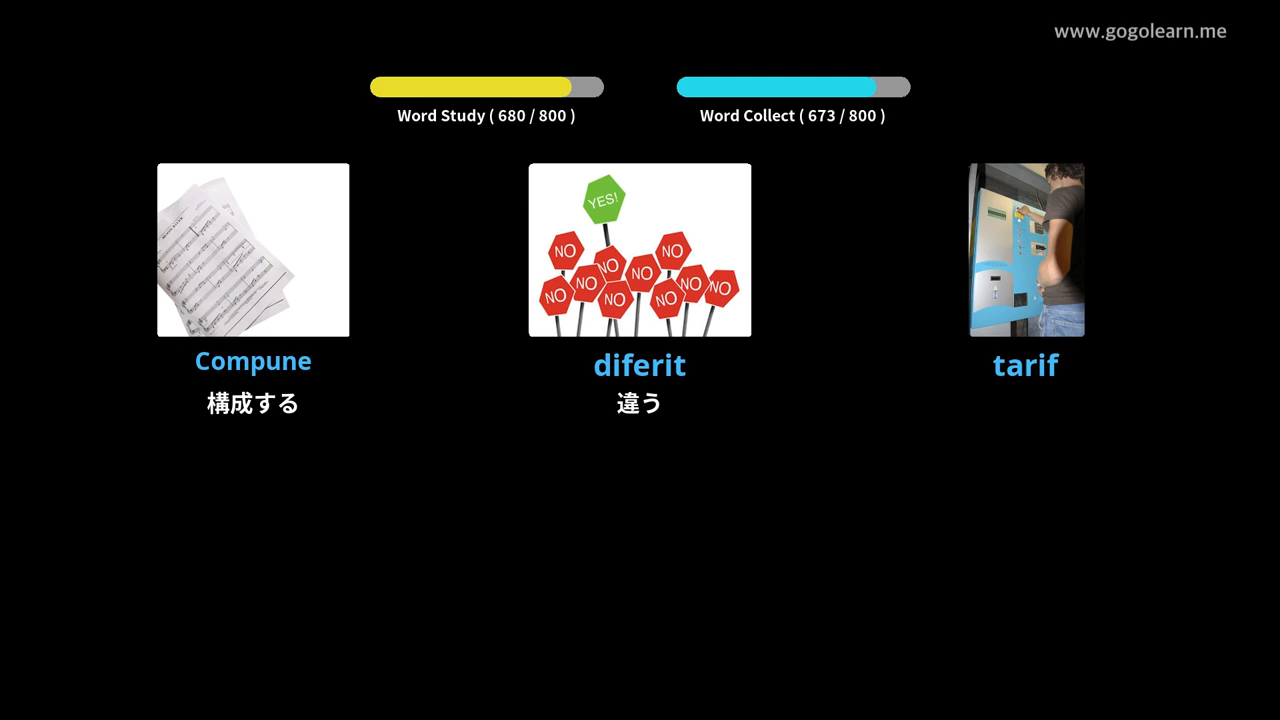 www.gogolearn.me
Word Study ( 680 / 800 )
Word Collect ( 673 / 800 )
YES!
NO
NO
NO
NO
NO
NO
NO
NO
NO
NO
Compune
diferit
tarif
構成する
違う